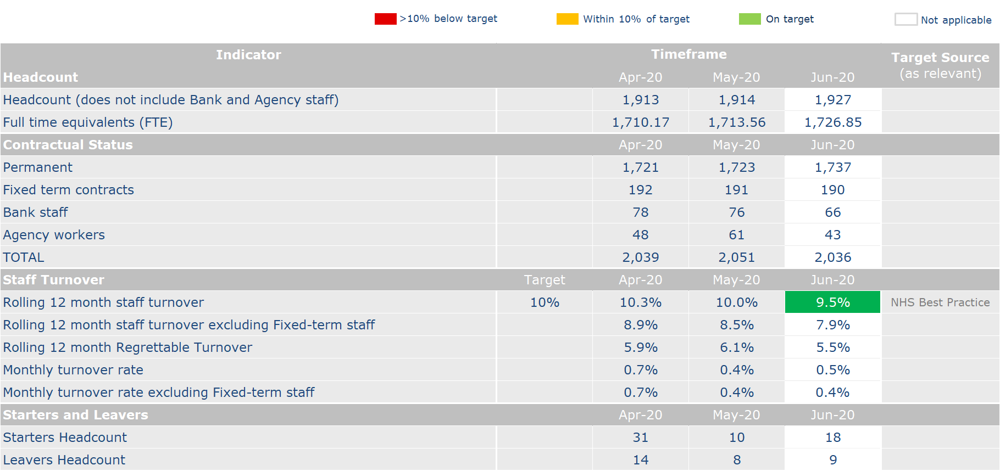 >10% below target Within 10% of target On target Not applicable
Indicator Timeframe Target Source
(as relevant)
Headcount Apr-20 May-20 Jun-20
Headcount (does not include Bank and Agency staff) 1,913 1,914 1,927
Full time equivalents (FTE) 1,710.17 1,713.56 1,726.85
Contractual Status Apr-20 May-20 Jun-20
Permanent 1,721 1,723 1,737
Fixed term contracts 192 191 190
Bank staff 78 76 66
Agency workers 48 61 43
TOTAL 2,039 2,051 2,036
Staff Turnover Target Apr-20 May-20 Jun-20
Rolling 12 month staff turnover 10% 10.3% 10.0% 9.5% NHS Best Practice
Rolling 12 month staff turnover excluding Fixed-term staff 8.9% 8.5% 7.9%
Rolling 12 month Regrettable Turnover 5.9% 6.1% 5.5%
Monthly turnover rate 0.7% 0.4% 0.5%
Monthly turnover rate excluding Fixed-term staff 0.7% 0.4% 0.4%
Starters and Leavers Apr-20 May-20 Jun-20
Starters Headcount 31 10 18
Leavers Headcount 14 8 9